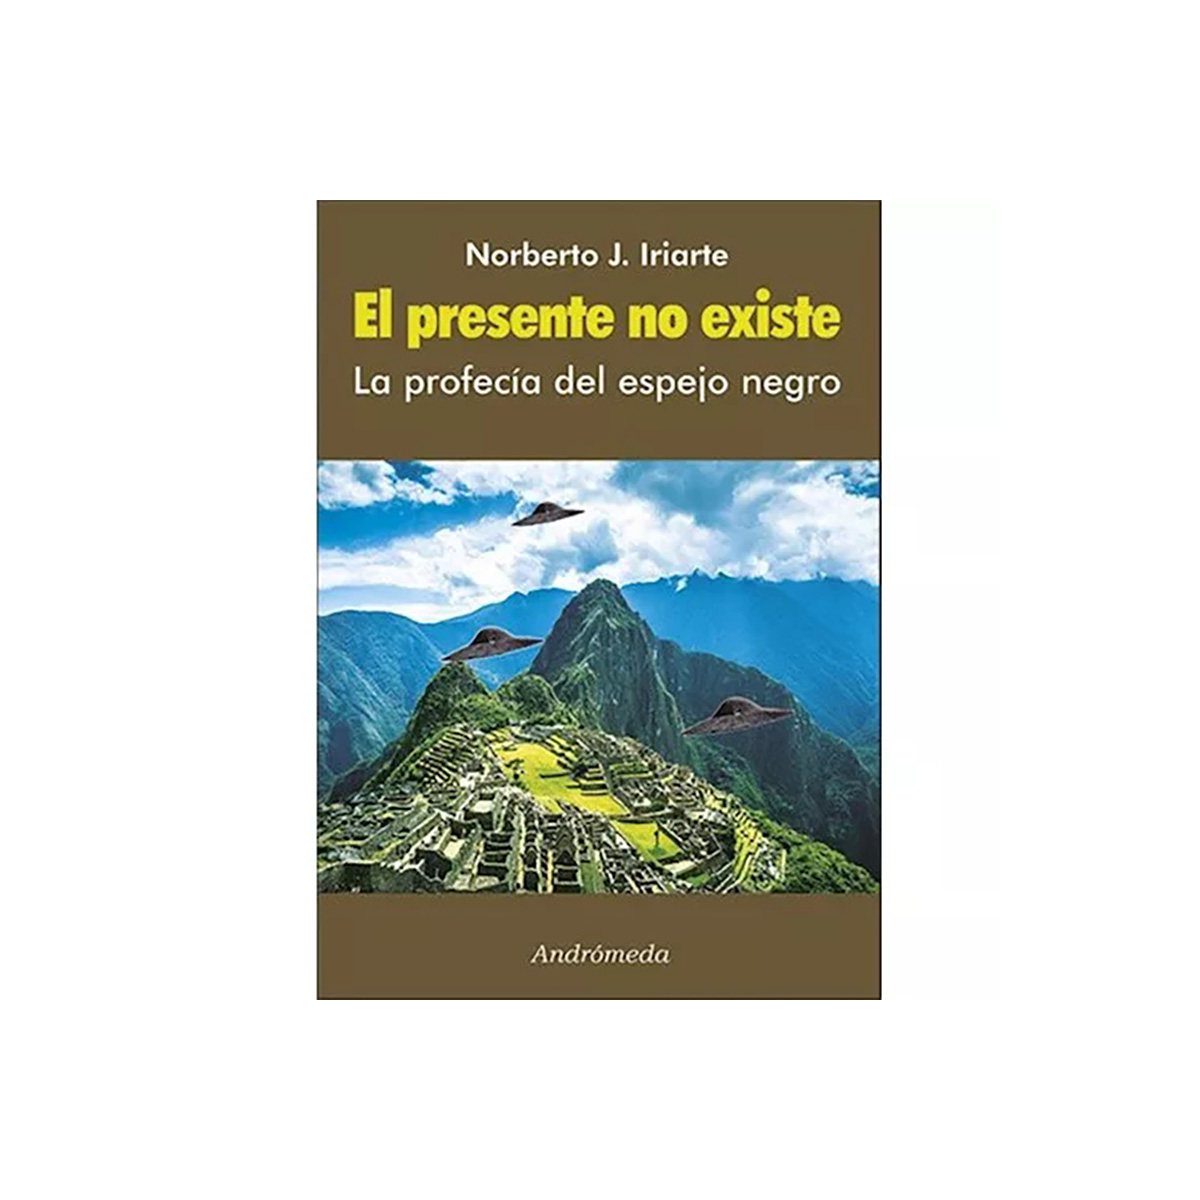 Norberto J. Iriarte
El presente no existe
La profecía del espejo negro
Andrómeda